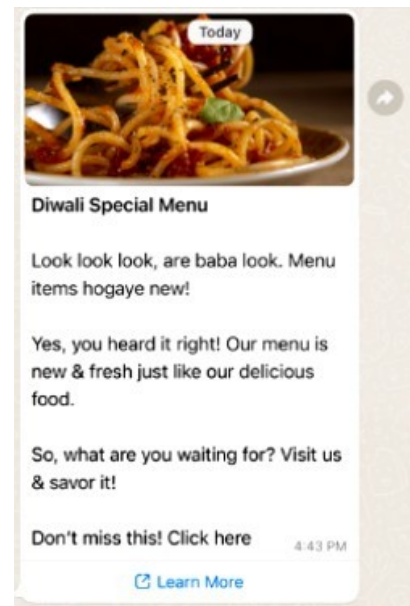 Today
Diwali Special Menu
Look look look, are baba look. Menu
items hogaye new!
Yes, you heard it right! Our menu is
new & fresh just like our delicious
food.
So, what are you waiting for? Visit us
& savor it!
Don't miss this! Click here
4:43 PM
Learn More